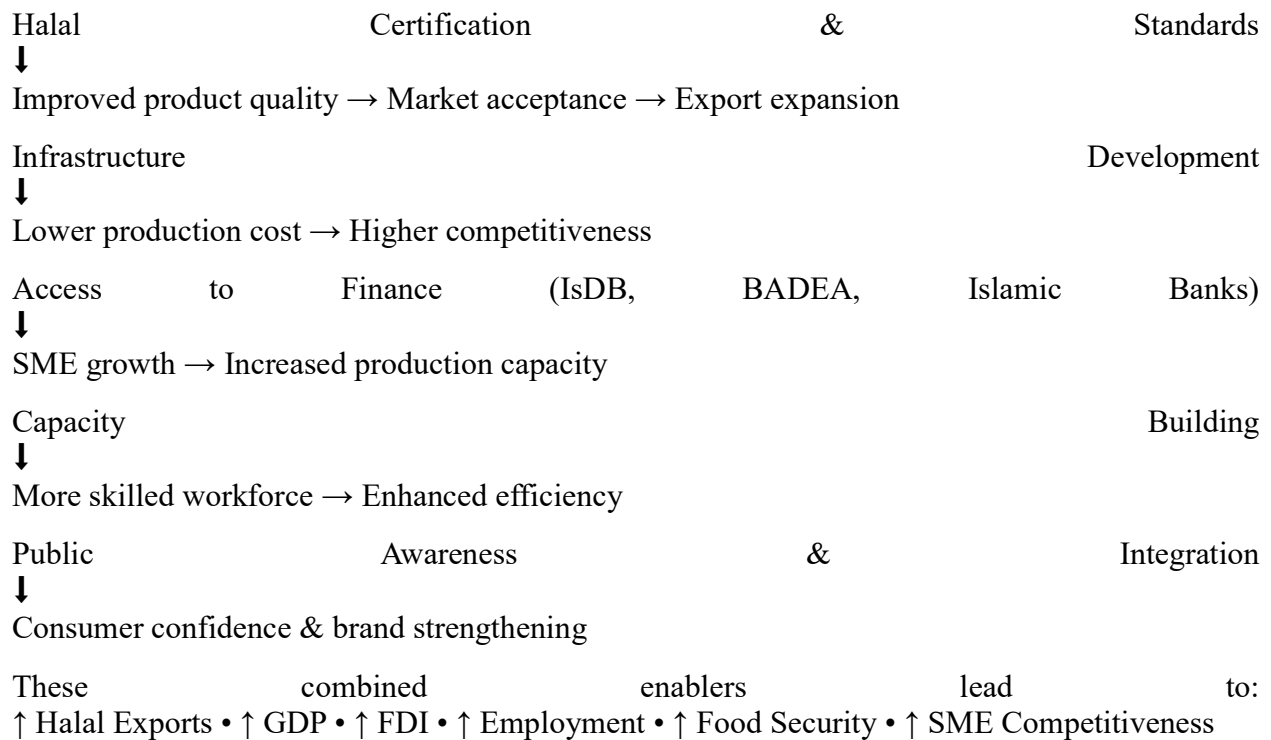 Halal Certification & Standards
⬇
Improved product quality → Market acceptance → Export expansion
Infrastructure Development
⬇
Lower production cost → Higher competitiveness
Access to Finance (IsDB, BADEA, Islamic Banks)
⬇
SME growth → Increased production capacity
Capacity Building
⬇
More skilled workforce → Enhanced efficiency
Public Awareness & Integration
⬇
Consumer confidence & brand strengthening
These combined enablers lead to:
↑ Halal Exports • ↑ GDP • ↑ FDI • ↑ Employment • ↑ Food Security • ↑ SME Competitiveness